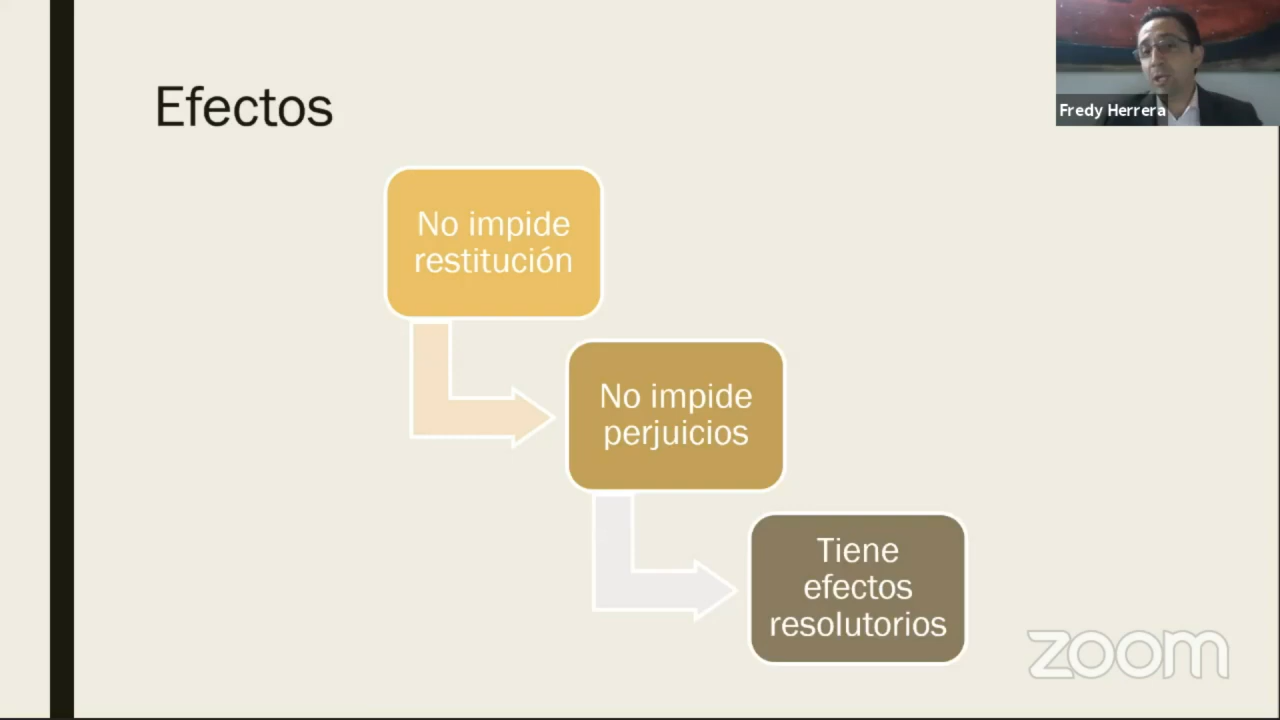 Efectos
Fredy Herrera
No impide
restitución
No impide
perjuicios
Tiene
efectos
resolutorios
zoom